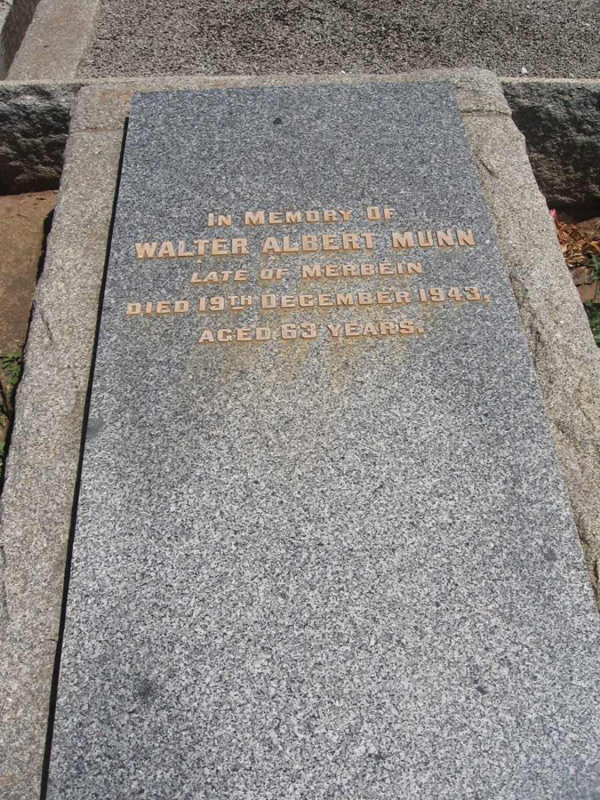 IN MEMORY OF
WALTER ALBERT MUNN
LATE OF MERBEIN
DIED 19TH DECEMBER 1943,
AGED 63 YEARS.